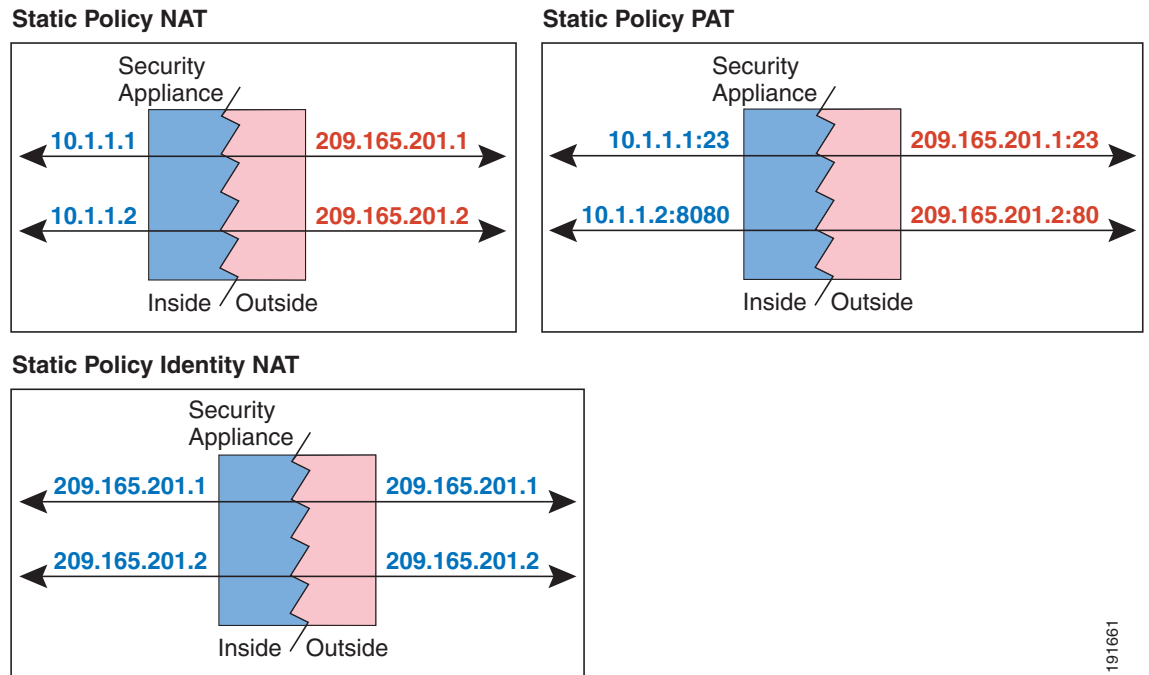 Static Policy NAT
Security
Appliance
10.1.1.1
209.165.201.1
10.1.1.2
209.165.201.2
Inside
Outside
Static Policy PAT
Security
Appliance
10.1.1.1:23
209.165.201.1:23
10.1.1.2:8080
209.165.201.2:80
Inside
Outside
Static Policy Identity NAT
Security
Appliance
209.165.201.1
209.165.201.1
209.165.201.2
209.165.201.2
Inside
Outside
191661